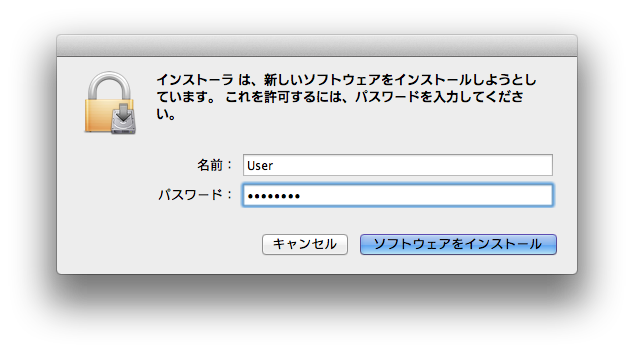 インストーラ は、新しいソフトウェアをインストールしようとし
ています。 これを許可するには、パスワードを入力してくださ
い。
名前： User
パスワード： ••••••••
キャンセル ソフトウェアをインストール